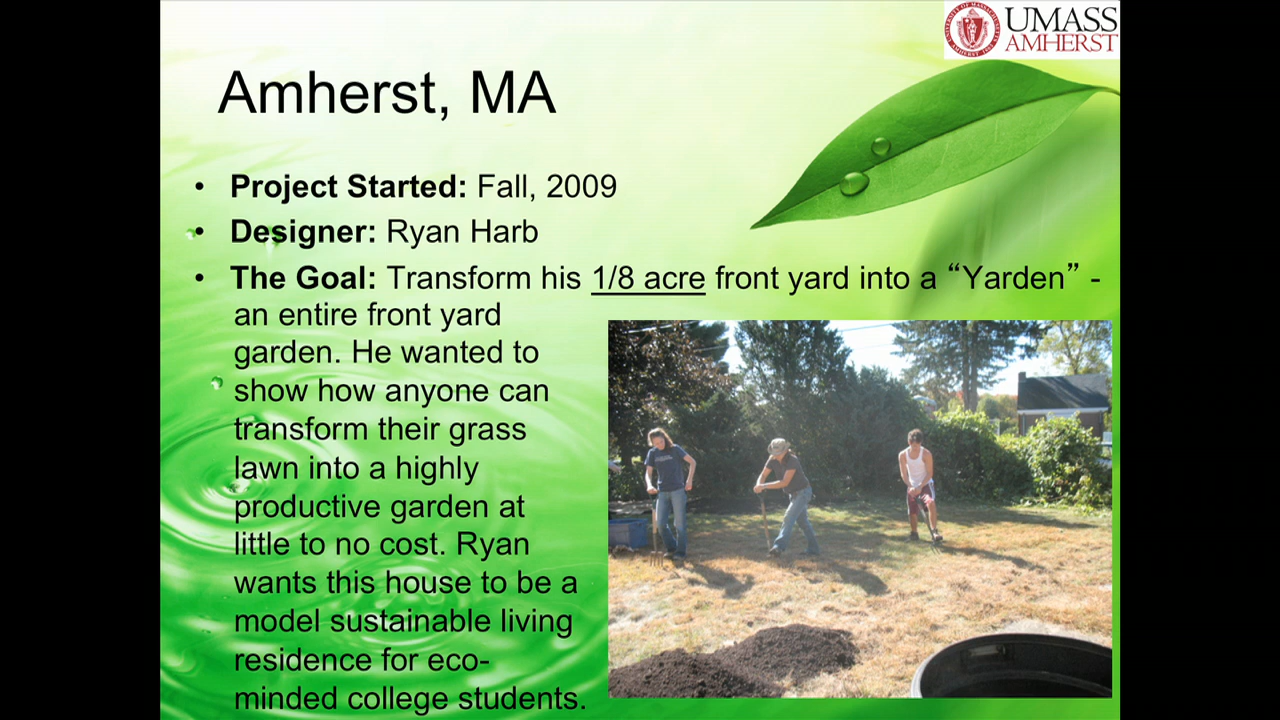 UMASS
AMHERST
Amherst, MA
• Project Started: Fall, 2009
• Designer: Ryan Harb
• The Goal: Transform his 1/8 acre front yard into a “Yarden” -
an entire front yard
garden. He wanted to
show how anyone can
transform their grass
lawn into a highly
productive garden at
little to no cost. Ryan
wants this house to be a
model sustainable living
residence for eco-
minded college students.